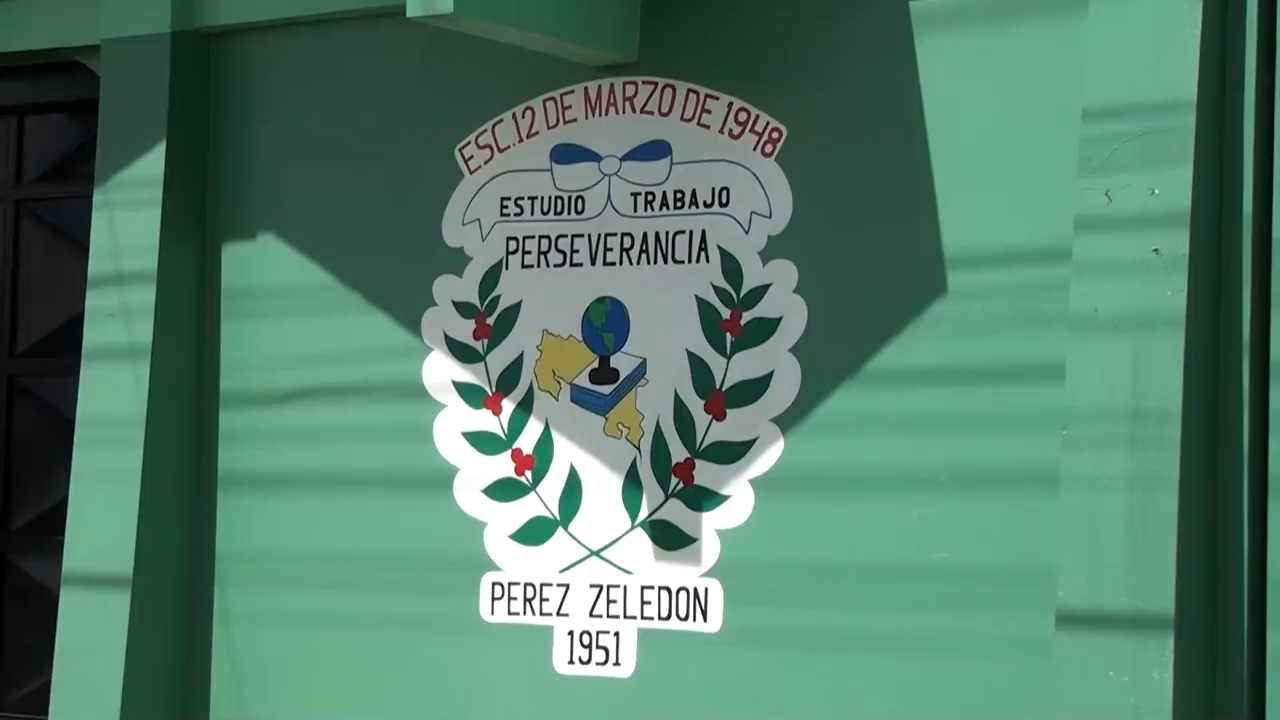 ESC.12 DE MARZO DE 1948
ESTUDIO TRABAJO
PERSEVERANCIA
PEREZ ZELEDON
1951